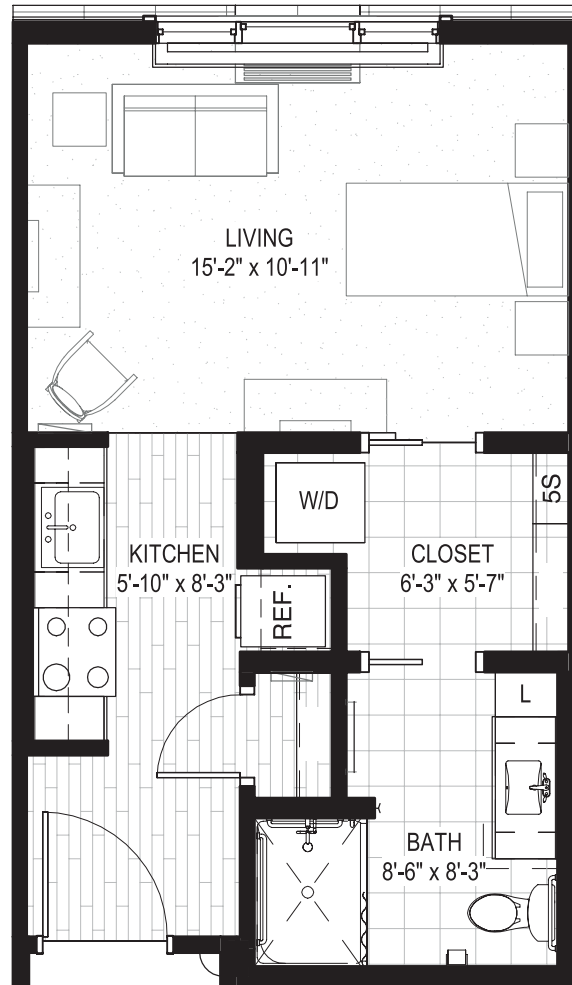 LIVING
15'-2" x 10'-11"
W/D
5S
KITCHEN
5'-10" x 8'-3"
CLOSET
6'-3" x 5'-7"
REF.
L
BATH
8'-6" x 8'-3"